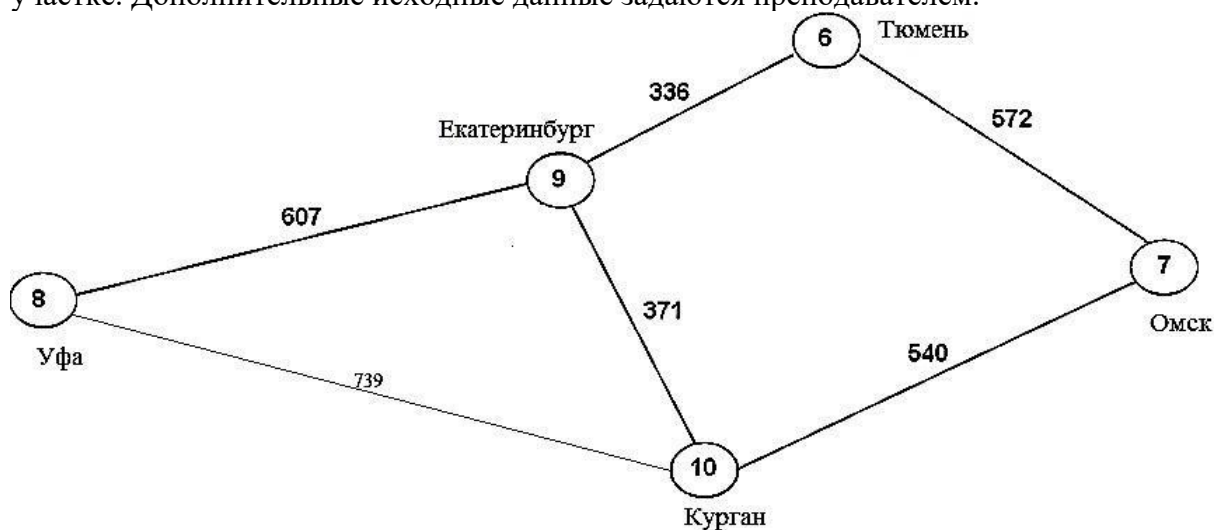 участке. Дополнительные исходные данные задаются преподавателем.
6
Тюмень
336
572
Екатеринбург
9
607
7
8
371
Омск
Уфа
540
739
10
Курган